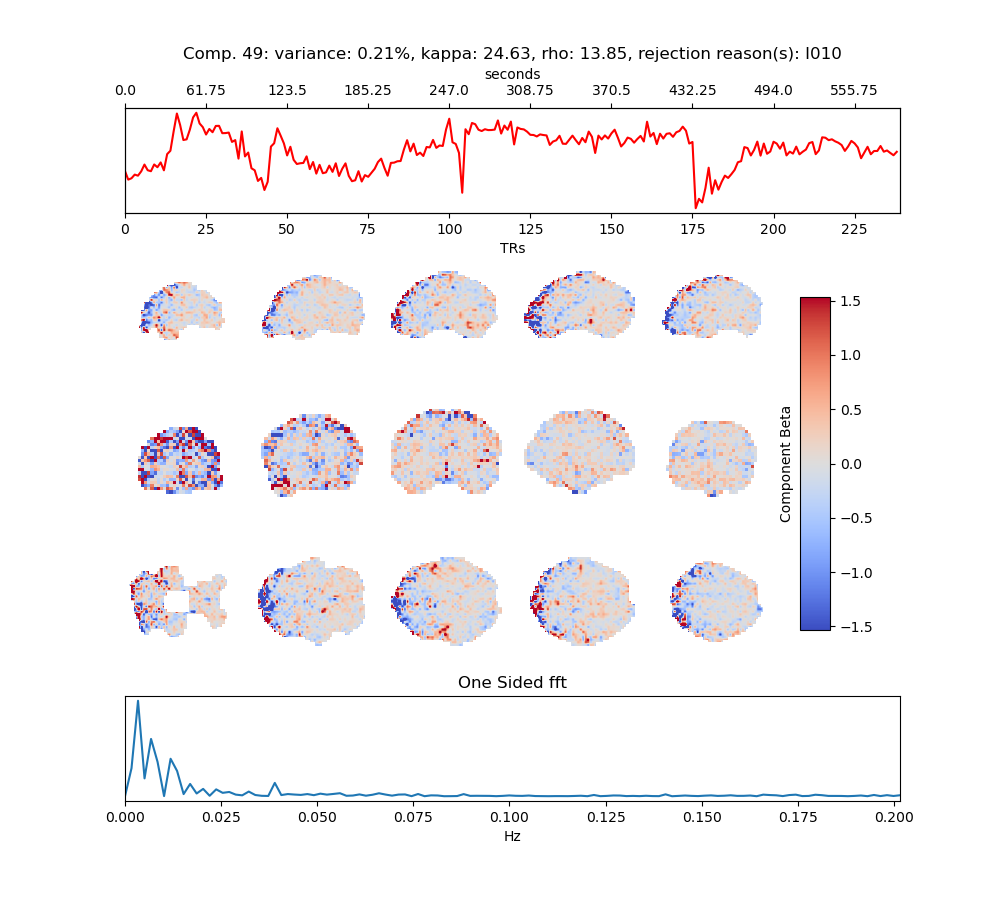 Comp. 49: variance: 0.21%, kappa: 24.63, rho: 13.85, rejection reason(s): I010
seconds
0.0 61.75 123.5 185.25 247.0 308.75 370.5 432.25 494.0 555.75
0 25 50 75 100 125 150 175 200 225
TRs
1.5
1.0
0.5
0.0
−0.5
−1.0
−1.5
Component Beta
One Sided fft
0.000 0.025 0.050 0.075 0.100 0.125 0.150 0.175 0.200
Hz